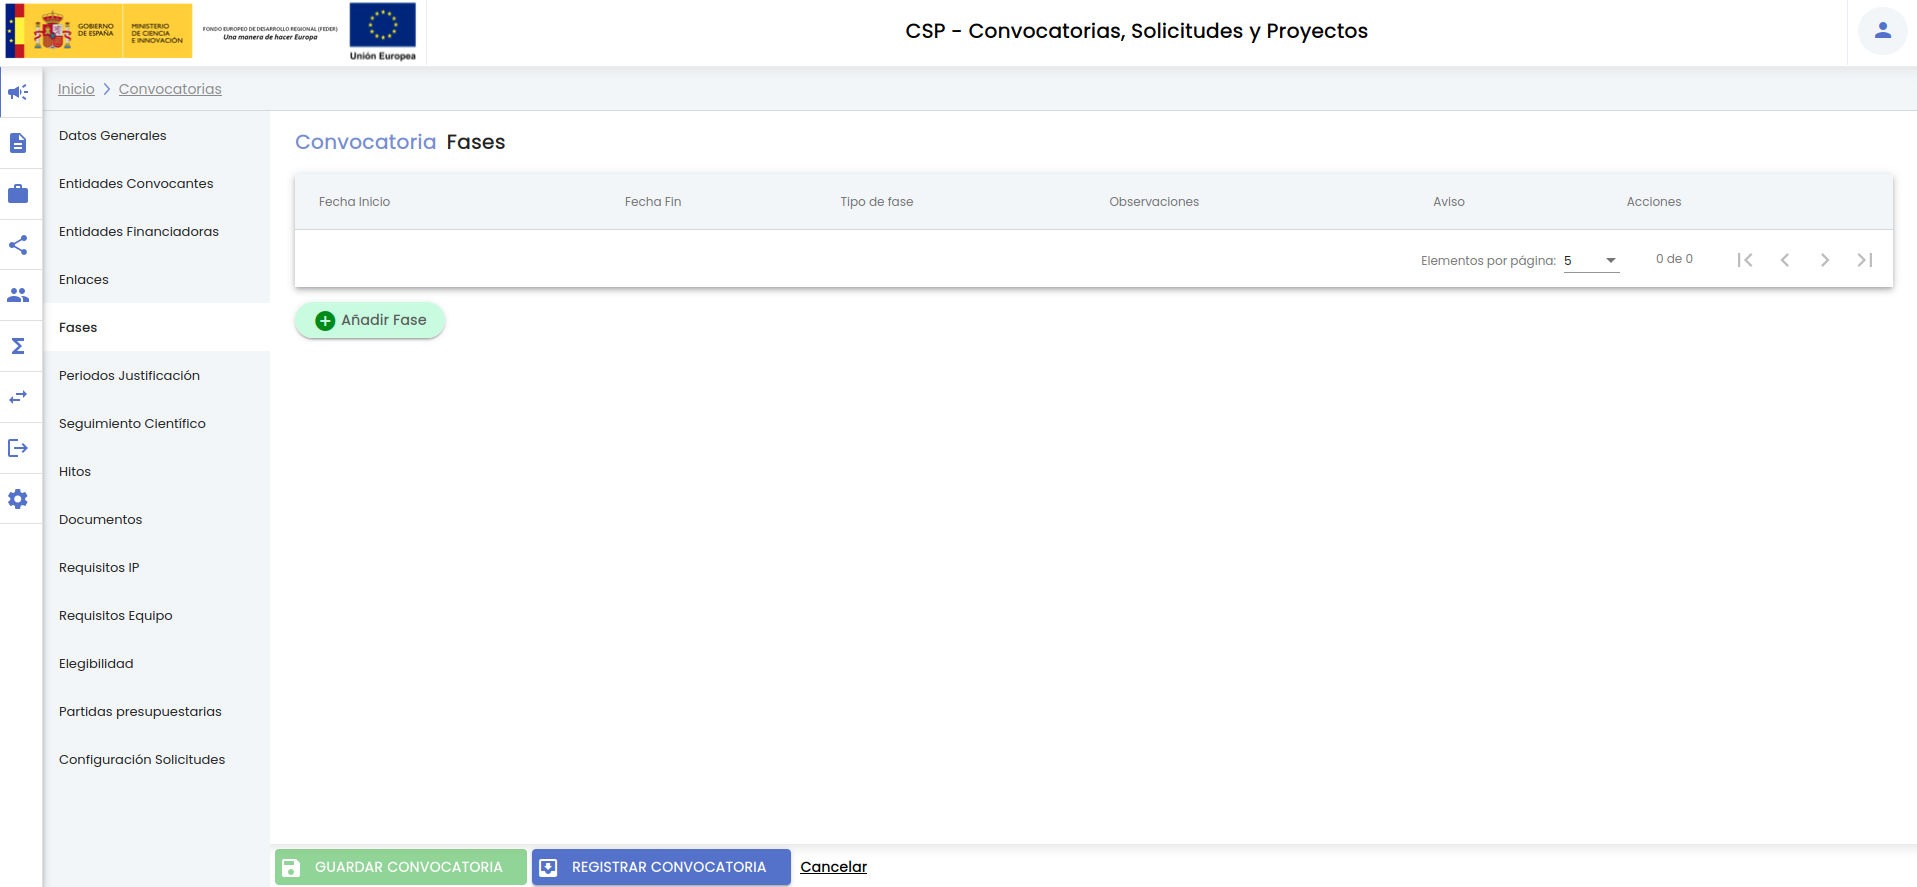 GOBIERNO
DE ESPAÑA
MINISTERIO
DE CIENCIA
E INNOVACIÓN
FONDO EUROPEO DE DESARROLLO REGIONAL (FEDER)
Una manera de hacer Europa
Unión Europea
CSP - Convocatorias, Solicitudes y Proyectos
Inicio > Convocatorias
Datos Generales
Entidades Convocantes
Entidades Financiadoras
Enlaces
Fases
Periodos Justificación
Seguimiento Científico
Hitos
Documentos
Requisitos IP
Requisitos Equipo
Elegibilidad
Partidas presupuestarias
Configuración Solicitudes
Convocatoria Fases
Fecha Inicio Fecha Fin Tipo de fase Observaciones Aviso Acciones
Elementos por página: 5 0 de 0
Añadir Fase
GUARDAR CONVOCATORIA REGISTRAR CONVOCATORIA Cancelar